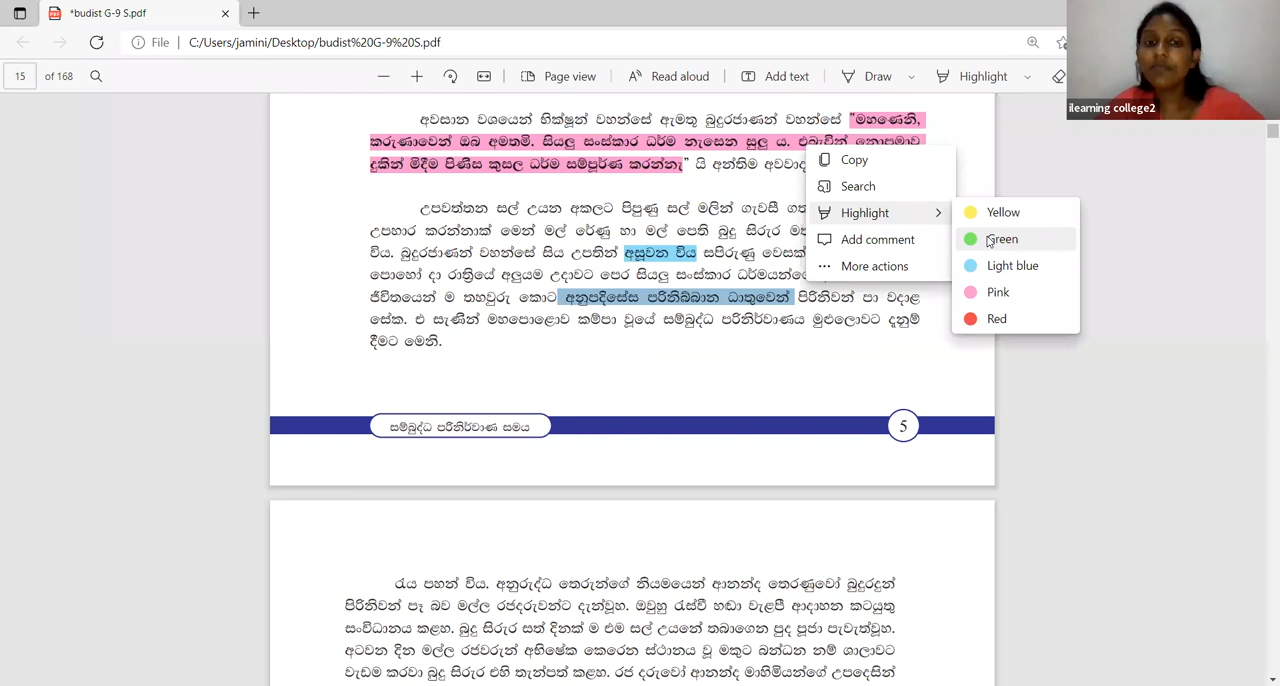 *budist G-9 S.pdf
File | C:/Users/jamini/Desktop/budist%20G-9%20S.pdf
15 of 168
Page view
Read aloud
Add text
Draw
Highlight
ilearning college2
අවසාන වශයෙන් භික්ෂූන් වහන්සේ ඇමතූ බුදුරජාණන් වහන්සේ "මහණෙනි,
කරුණාවෙන් ඔබ අමතමි. සියලු සංස්කාර ධර්ම නැසෙන සුලු ය. එබැවින් නොපමාව
දුකින් මිදීම පිණිස කුසල ධර්ම සම්පූර්ණ කරන්නැ" යි අන්තිම අවවාද
උපවත්තන සල් උයන අකලට පිපුණු සල් මලින් ගැවසී ගත්
උපහාර කරන්නාක් මෙන් මල් රේණු හා මල් පෙති බුදු සිරුර මත
විය. බුදුරජාණන් වහන්සේ සිය උපතින් අසූවන විය සපිරුණු වෙසක්
පොහෝ දා රාත්‍රියේ අලුයම උදාවට පෙර සියලු සංස්කාර ධර්මයන්ගේ
ජීවිතයෙන් ම තහවුරු කොට අනුපදිසේස පරිනිබ්බාන ධාතුවෙන් පිරිනිවන් පා වදාළ
සේක. එ සැණින් මහපොළොව කම්පා වූයේ සම්බුද්ධ පරිනිර්වාණය මුළුලොවට දැනුම්
දීමට මෙනි.
Copy
Search
Highlight
Add comment
More actions
Yellow
Green
Light blue
Pink
Red
සම්බුද්ධ පරිනිර්වාණ සමය
5
රැය පහන් විය. අනුරුද්ධ තෙරුන්ගේ නියමයෙන් ආනන්ද තෙරණුවෝ බුදුරදුන්
පිරිනිවන් පෑ බව මල්ල රජදරුවන්ට දැන්වූහ. ඔවුහු රැස්වී හඬා වැළපී ආදාහන කටයුතු
සංවිධානය කළහ. බුදු සිරුර සත් දිනක් ම එම සල් උයනේ තබාගෙන පුද පූජා පැවැත්වූහ.
අටවන දින මල්ල රජවරුන් අභිෂේක කෙරෙන ස්ථානය වූ මකුට බන්ධන නම් ශාලාවට
වැඩම කරවා බුදු සිරුර එහි තැන්පත් කළහ. රජ දරුවෝ ආනන්ද මාහිමියන්ගේ උපදෙසින්